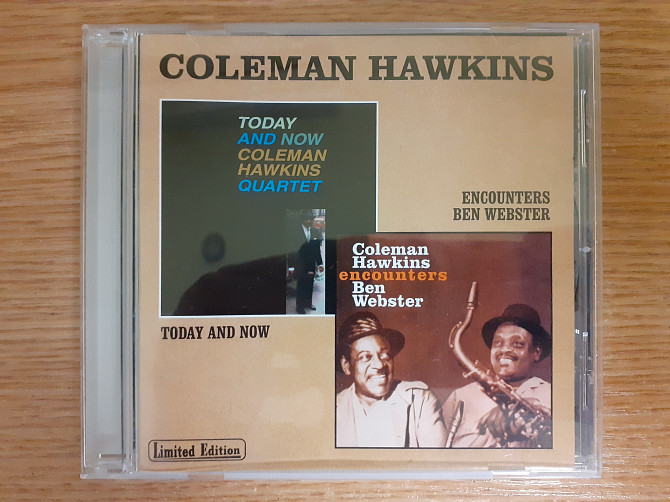 COLEMAN HAWKINS
TODAY
AND NOW
COLEMAN
HAWKINS
QUARTET
ENCOUNTERS
BEN WEBSTER
Coleman
Hawkins
encounters
Ben
Webster
TODAY AND NOW
Limited Edition